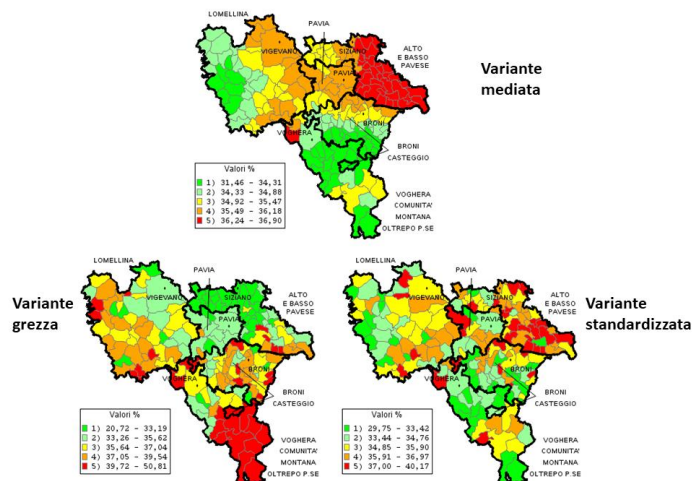 LOMELLINA
PAVIA
VIGEVANO
SIZIANO
ALTO
E BASSO
PAVESE
PAVIA
Variante
mediata
VOGHERA
BRONI
BRONI
CASTEGGIO
Valori %
1) 31,46 - 34,31
2) 34,33 - 34,88
3) 34,92 - 35,47
4) 35,49 - 36,18
5) 36,24 - 36,90
VOGHERA
COMUNITA'
MONTANA
OLTREPO P.SE
Variante
grezza
LOMELLINA
PAVIA
VIGEVANO
SIZIANO
ALTO
E BASSO
PAVESE
PAVIA
VOGHERA
BRONI
BRONI
CASTEGGIO
Valori %
1) 20,72 - 33,19
2) 33,26 - 35,62
3) 35,64 - 37,04
4) 37,05 - 39,54
5) 39,72 - 50,81
VOGHERA
COMUNITA'
MONTANA
OLTREPO P.SE
LOMELLINA
PAVIA
VIGEVANO
SIZIANO
ALTO
E BASSO
PAVESE
PAVIA
Variante
standardizzata
VOGHERA
BRONI
BRONI
CASTEGGIO
Valori %
1) 29,75 - 33,42
2) 33,44 - 34,76
3) 34,85 - 35,90
4) 35,91 - 36,97
5) 37,00 - 40,17
VOGHERA
COMUNITA'
MONTANA
OLTREPO P.SE